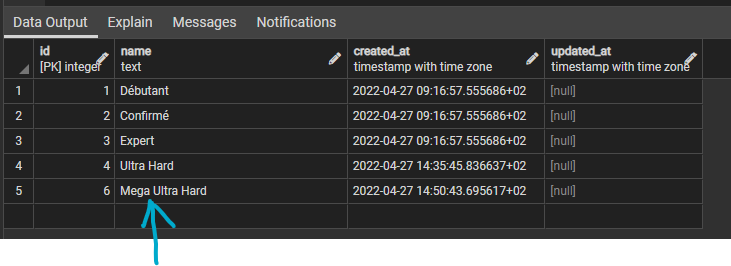 Data Output Explain Messages Notifications
id name created_at updated_at
[PK] integer text timestamp with time zone timestamp with time zone
1 1 Débutant 2022-04-27 09:16:57.555686+02 [null]
2 2 Confirmé 2022-04-27 09:16:57.555686+02 [null]
3 3 Expert 2022-04-27 09:16:57.555686+02 [null]
4 4 Ultra Hard 2022-04-27 14:35:45.836637+02 [null]
5 6 Mega Ultra Hard 2022-04-27 14:50:43.695617+02 [null]